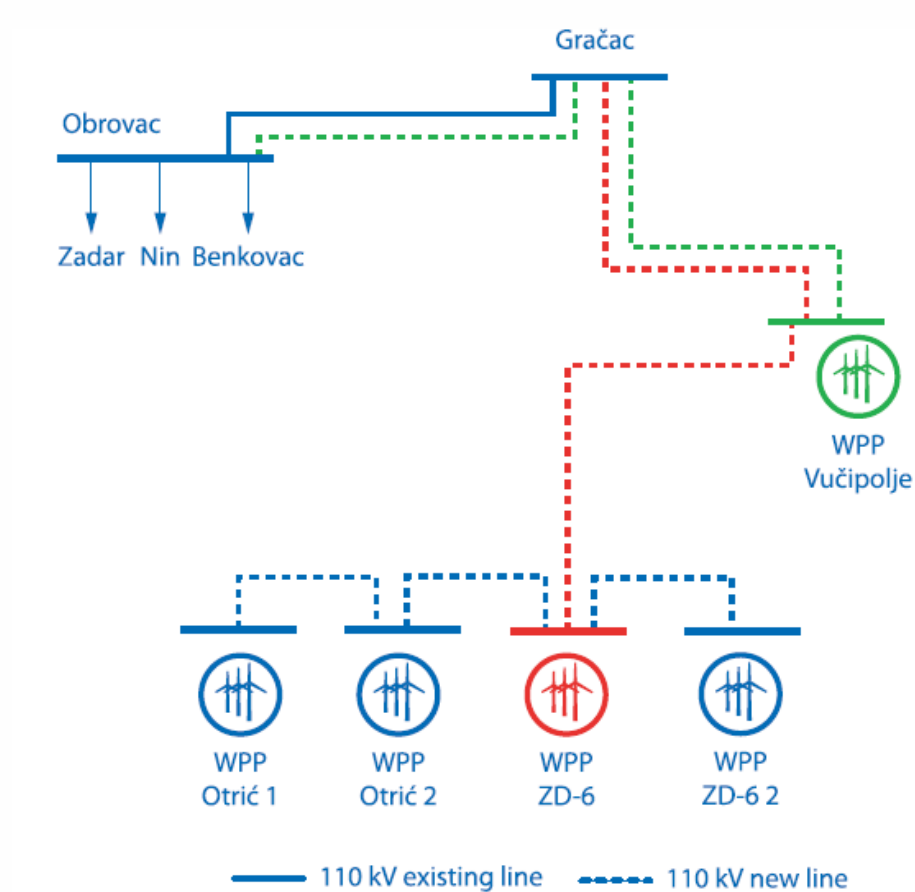 Gračac
Obrovac
Zadar Nin Benkovac
WPP
Vučipolje
WPP
Otrić 1
WPP
Otrić 2
WPP
ZD-6
WPP
ZD-6 2
110 kV existing line
110 kV new line